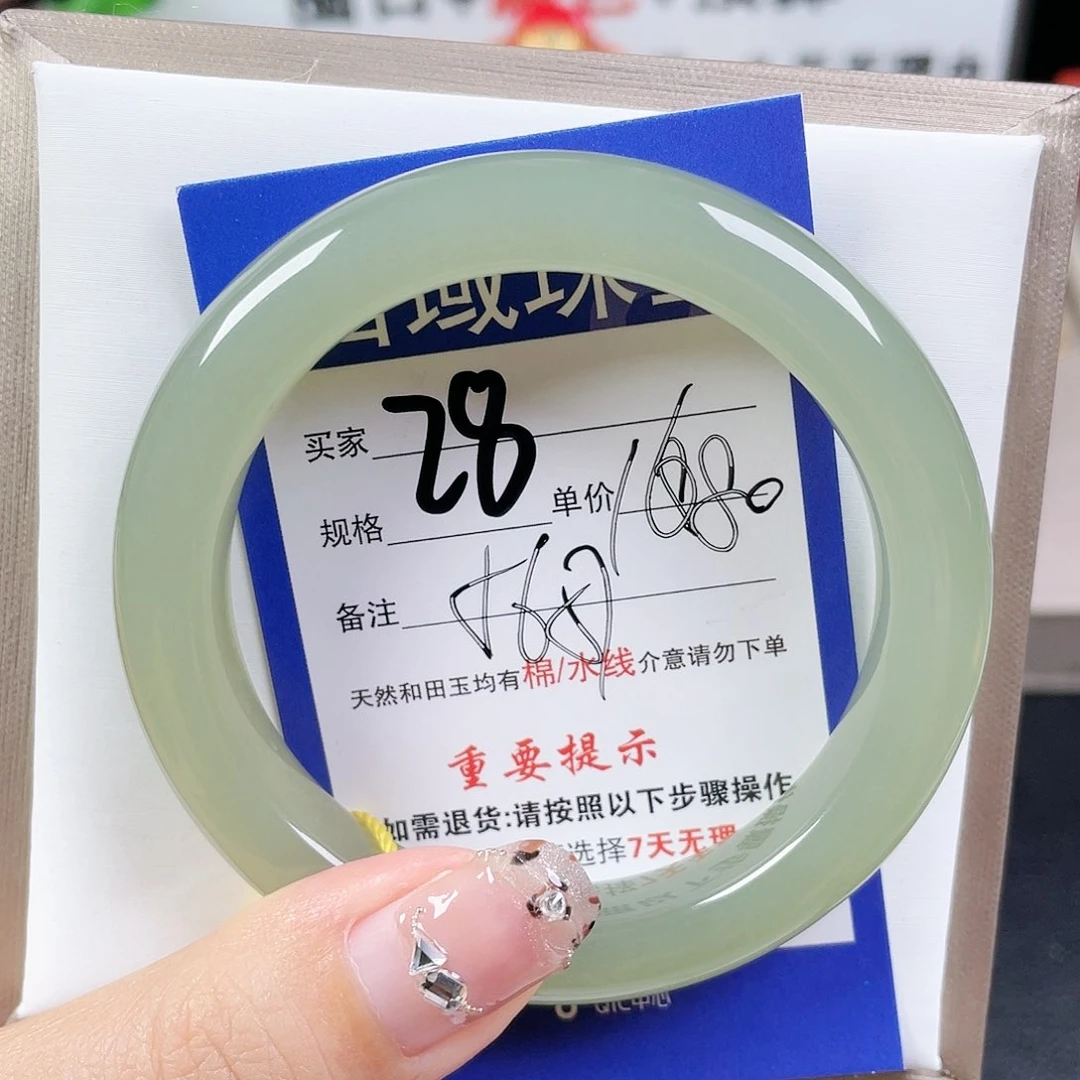 域珠
买家 28
规格 单价 1680
备注
天然和田玉均有棉/水线介意请勿下单
重要提示
如需退货:请按照以下步骤操作
选择7天无理